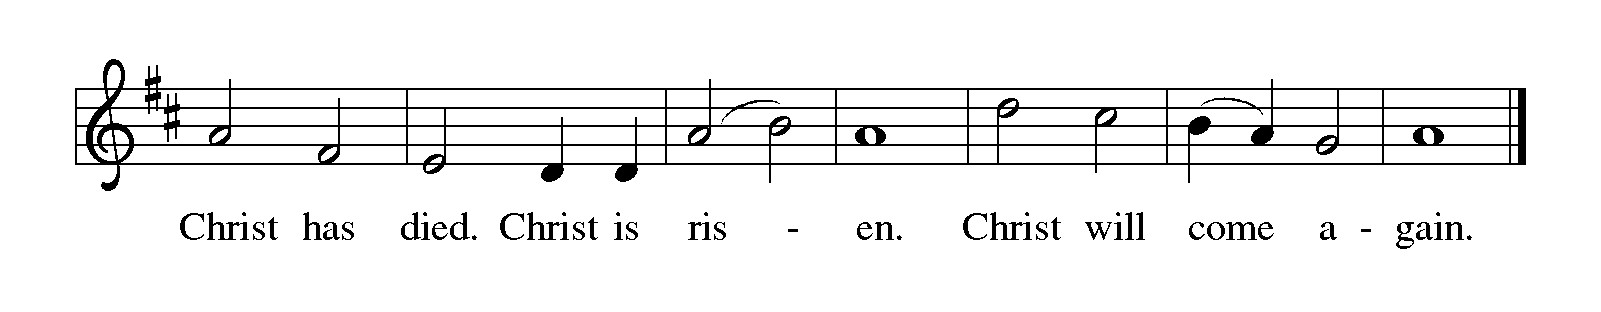 Christ has died. Christ is ris - en. Christ will come a - gain.